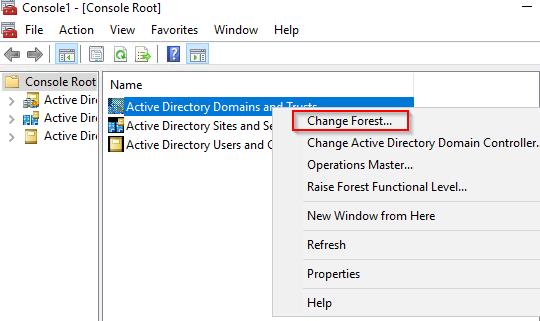 Console1 - [Console Root]
File Action View Favorites Window Help
Console Root
Active Dire
Active Dire
Active Dire
Name
Active Directory Domains and Trusts
Active Directory Sites and Se
Active Directory Users and C
Change Forest...
Change Active Directory Domain Controller.
Operations Master...
Raise Forest Functional Level...
New Window from Here
Refresh
Properties
Help